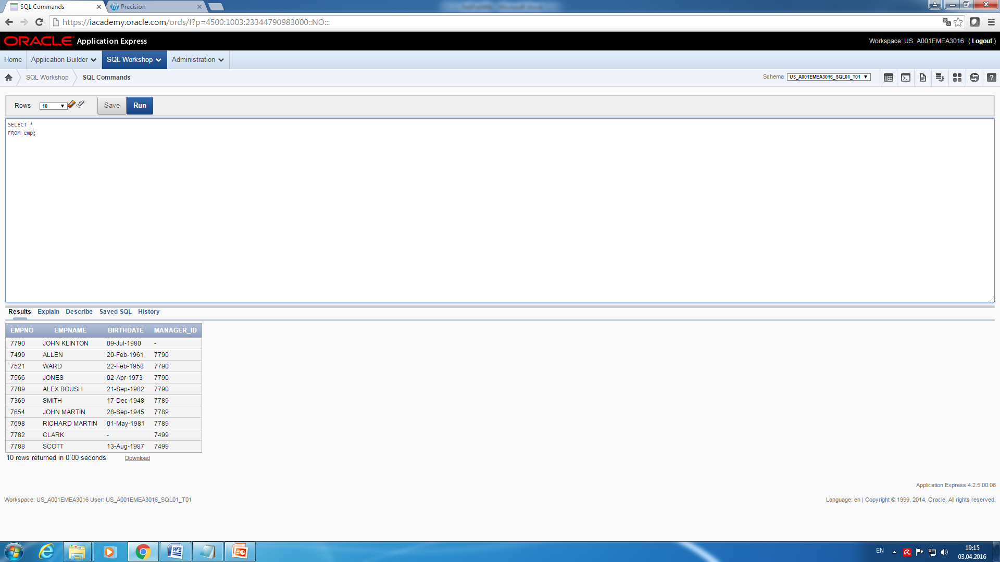 SQL Commands
Precision
https://iacademy.oracle.com/ords/f?p=4500:1003:23344790983000::NO:::
ORACLE Application Express
Workspace: US_A001EMEA3016 ( Logout )
Home Application Builder SQL Workshop Administration
SQL Workshop SQL Commands Schema US_A001EMEA3016_SQL01_T01
Rows 10 Save Run
SELECT *
FROM emp;
Results Explain Describe Saved SQL History
EMPNO EMPNAME BIRTHDATE MANAGER_ID
7790 JOHN KLINTON 09-Jul-1980 -
7499 ALLEN 20-Feb-1961 7790
7521 WARD 22-Feb-1958 7790
7566 JONES 02-Apr-1973 7790
7789 ALEX BOUSH 21-Sep-1982 7790
7369 SMITH 17-Dec-1948 7789
7654 JOHN MARTIN 28-Sep-1945 7789
7698 RICHARD MARTIN 01-May-1981 7789
7782 CLARK - 7499
7788 SCOTT 13-Aug-1987 7499
10 rows returned in 0.00 seconds Download
Application Express 4.2.5.00.08
Workspace: US_A001EMEA3016 User: US_A001EMEA3016_SQL01_T01
Language: en | Copyright © 1999, 2014, Oracle. All rights reserved.
EN
19:15
03.04.2016